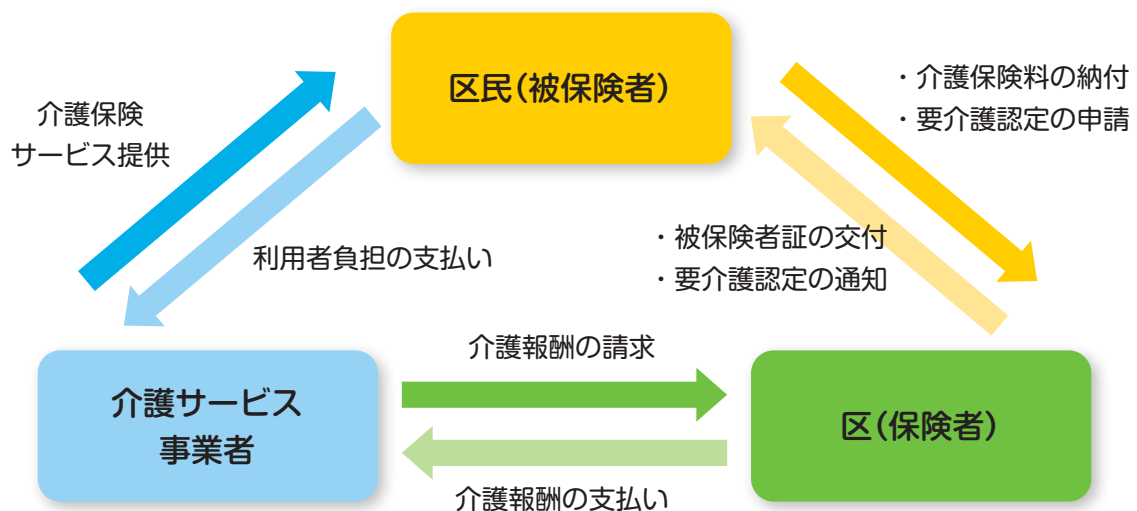 区民(被保険者)
・介護保険料の納付
・要介護認定の申請
介護保険
サービス提供
・被保険者証の交付
・要介護認定の通知
利用者負担の支払い
介護報酬の請求
介護サービス
事業者
区(保険者)
介護報酬の支払い